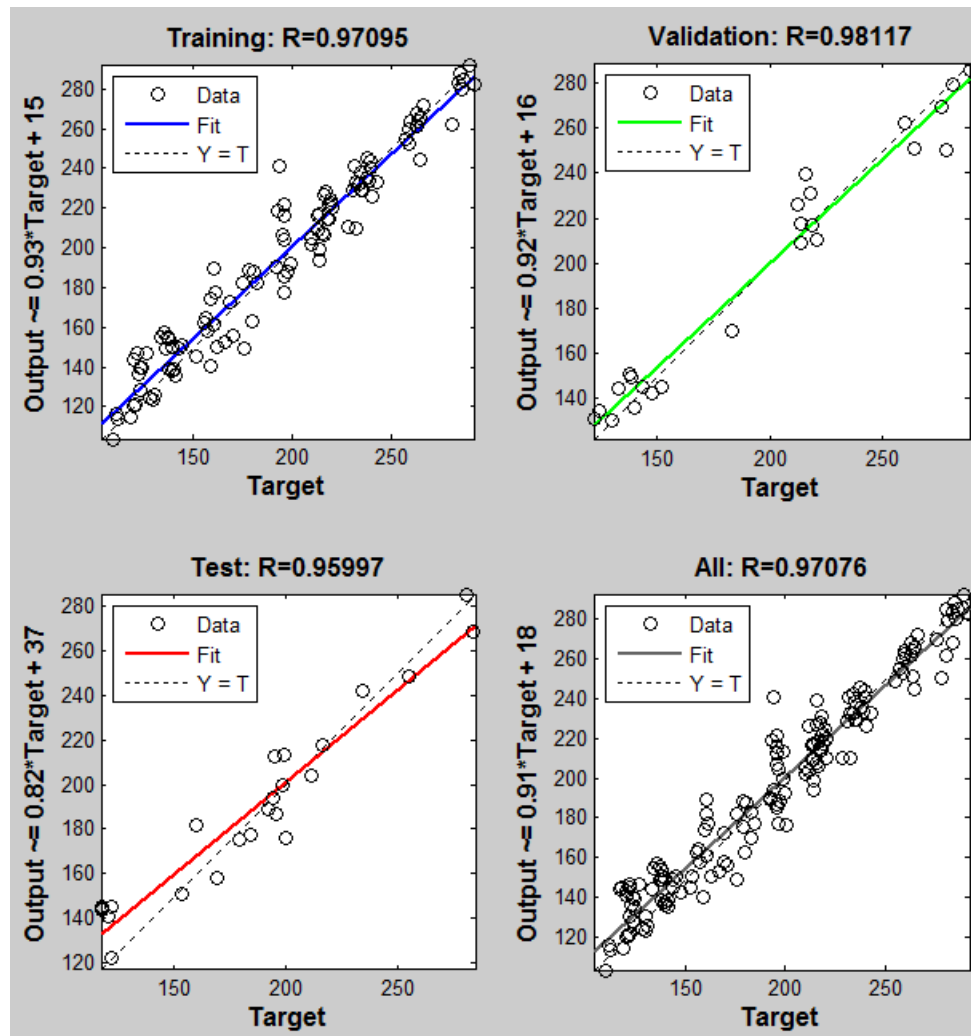 Training: R=0.97095
Output ~= 0.93*Target + 15
280
260
240
220
200
180
160
140
120
Data
Fit
Y = T
150
200
250
Target
Validation: R=0.98117
Output ~= 0.92*Target + 16
280
260
240
220
200
180
160
140
Data
Fit
Y = T
150
200
250
Target
Test: R=0.95997
Output ~= 0.82*Target + 37
280
260
240
220
200
180
160
140
120
Data
Fit
Y = T
150
200
250
Target
All: R=0.97076
Output ~= 0.91*Target + 18
280
260
240
220
200
180
160
140
120
Data
Fit
Y = T
150
200
250
Target